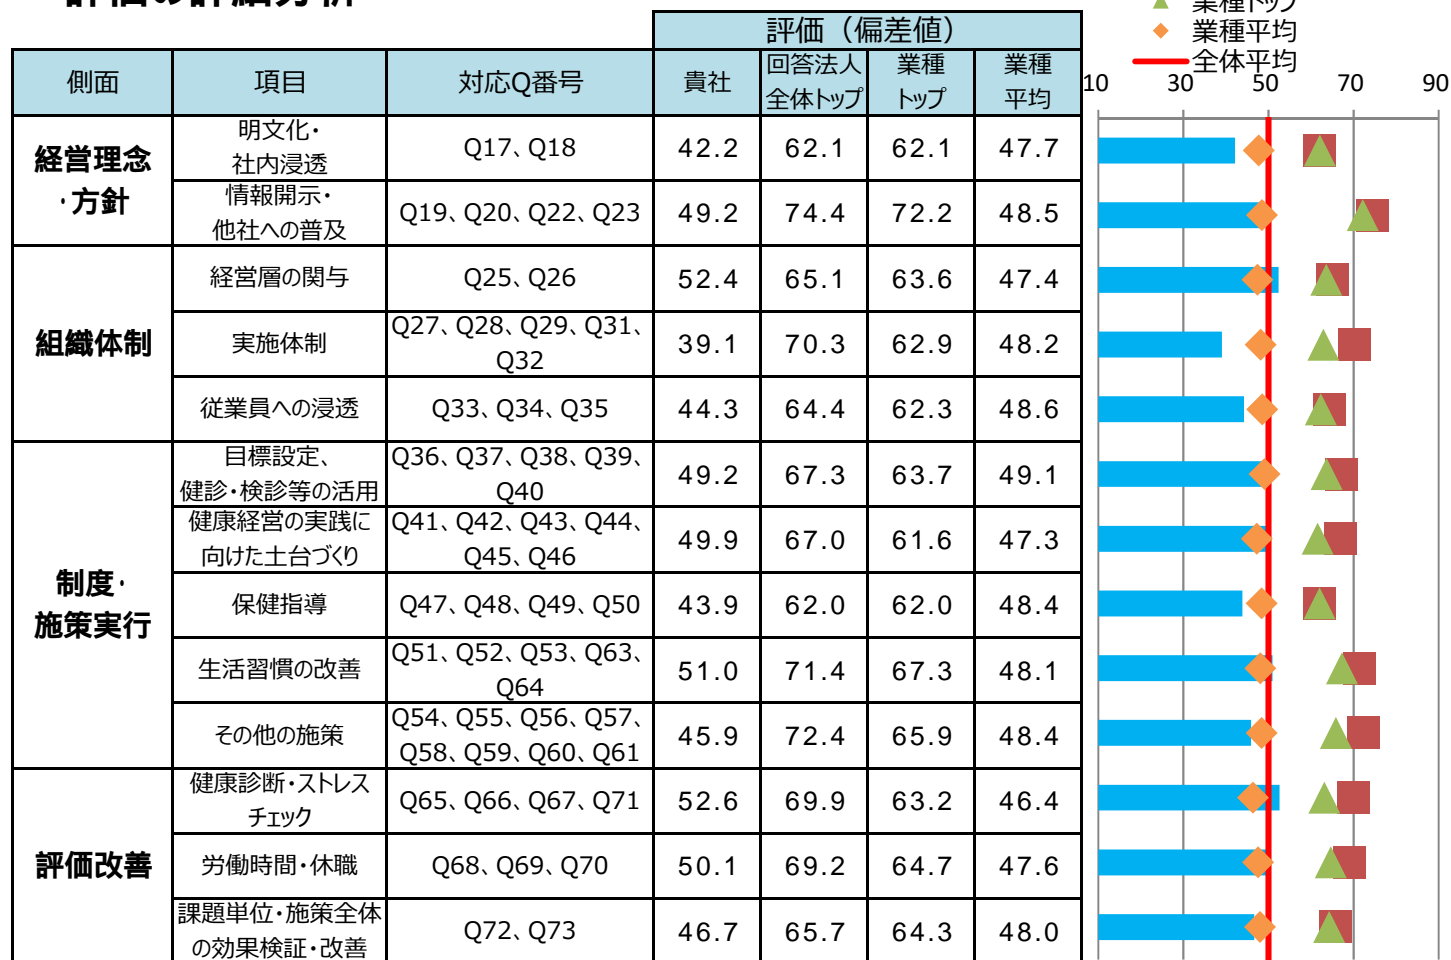 評価の詳細分析
業種トップ
業種平均
全体平均
評価（偏差値）
側面 項目 対応Q番号 貴社 回答法人全体トップ 業種トップ 業種平均
10 30 50 70 90
経営理念・方針
明文化・社内浸透 Q17、Q18 42.2 62.1 62.1 47.7
情報開示・他社への普及 Q19、Q20、Q22、Q23 49.2 74.4 72.2 48.5
組織体制
経営層の関与 Q25、Q26 52.4 65.1 63.6 47.4
実施体制 Q27、Q28、Q29、Q31、Q32 39.1 70.3 62.9 48.2
従業員への浸透 Q33、Q34、Q35 44.3 64.4 62.3 48.6
制度・施策実行
目標設定、健診・検診等の活用 Q36、Q37、Q38、Q39、Q40 49.2 67.3 63.7 49.1
健康経営の実践に向けた土台づくり Q41、Q42、Q43、Q44、Q45、Q46 49.9 67.0 61.6 47.3
保健指導 Q47、Q48、Q49、Q50 43.9 62.0 62.0 48.4
生活習慣の改善 Q51、Q52、Q53、Q63、Q64 51.0 71.4 67.3 48.1
その他の施策 Q54、Q55、Q56、Q57、Q58、Q59、Q60、Q61 45.9 72.4 65.9 48.4
評価改善
健康診断・ストレスチェック Q65、Q66、Q67、Q71 52.6 69.9 63.2 46.4
労働時間・休職 Q68、Q69、Q70 50.1 69.2 64.7 47.6
課題単位・施策全体の効果検証・改善 Q72、Q73 46.7 65.7 64.3 48.0